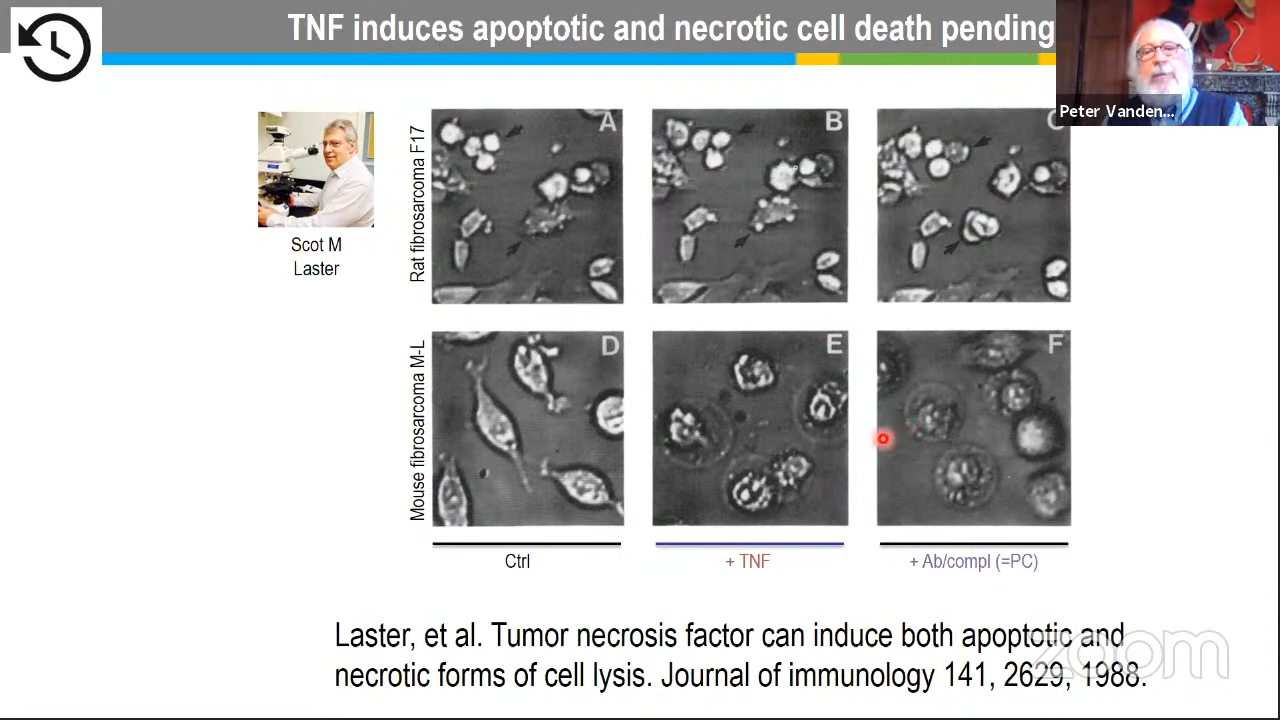 TNF induces apoptotic and necrotic cell death pending
Peter Vanden...
Scot M
Laster
Rat fibrosarcoma F17
A
B
C
Mouse fibrosarcoma M-L
D
E
F
Ctrl
+ TNF
+ Ab/compl (=PC)
Laster, et al. Tumor necrosis factor can induce both apoptotic and
necrotic forms of cell lysis. Journal of immunology 141, 2629, 1988.
zoom